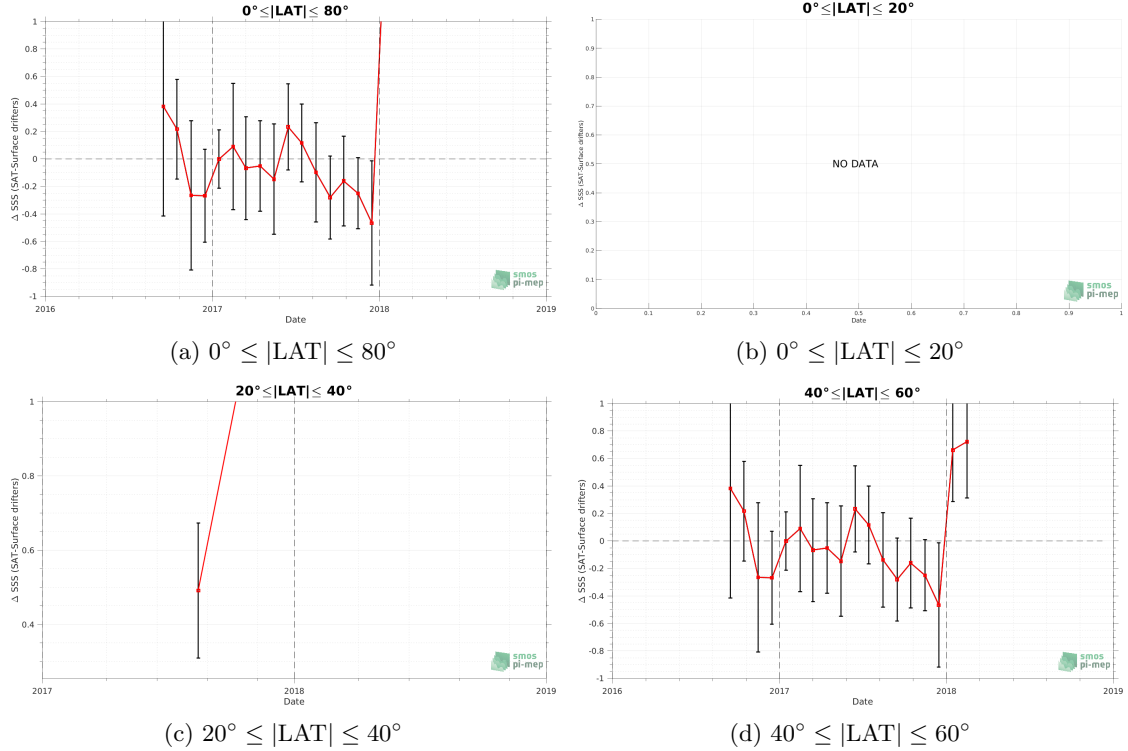 0°≤|LAT|≤ 80°
Δ SSS (SAT-Surface drifters)
1
0.8
0.6
0.4
0.2
0
-0.2
-0.4
-0.6
-0.8
-1
2016
2017
2018
2019
Date
smos
pi-mep
(a) 0° ≤ |LAT| ≤ 80°
0°≤|LAT|≤ 20°
Δ SSS (SAT-Surface drifters)
1
0.9
0.8
0.7
0.6
0.5
0.4
0.3
0.2
0.1
0
NO DATA
0
0.1
0.2
0.3
0.4
0.5
0.6
0.7
0.8
0.9
1
Date
smos
pi-mep
(b) 0° ≤ |LAT| ≤ 20°
20°≤|LAT|≤ 40°
Δ SSS (SAT-Surface drifters)
1
0.8
0.6
0.4
2017
2018
2019
Date
smos
pi-mep
(c) 20° ≤ |LAT| ≤ 40°
40°≤|LAT|≤ 60°
Δ SSS (SAT-Surface drifters)
1
0.8
0.6
0.4
0.2
0
-0.2
-0.4
-0.6
-0.8
-1
2016
2017
2018
2019
Date
smos
pi-mep
(d) 40° ≤ |LAT| ≤ 60°